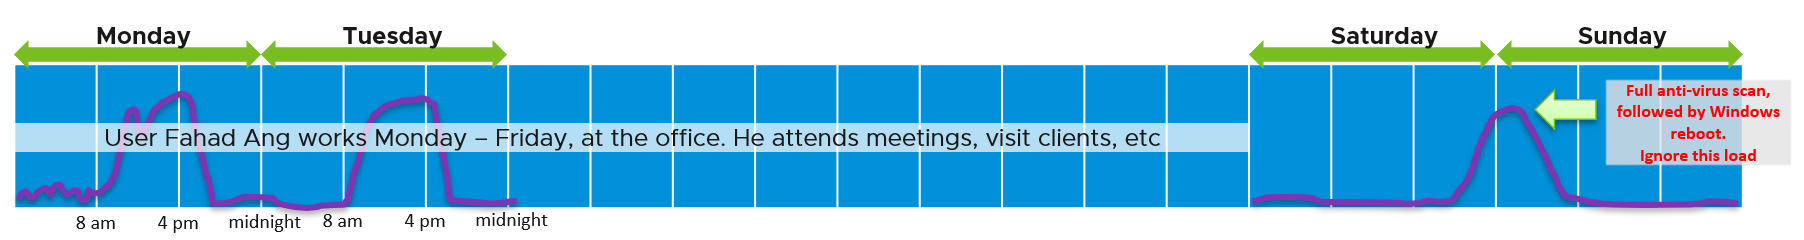 Monday
Tuesday
Saturday
Sunday
Full anti-virus scan,
followed by Windows
reboot.
Ignore this load
User Fahad Ang works Monday – Friday, at the office. He attends meetings, visit clients, etc
8 am
4 pm
midnight
8 am
4 pm
midnight